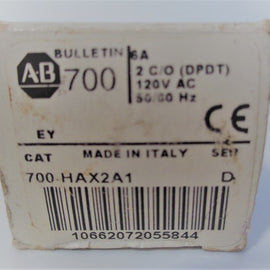 BULLETIN
A-B 700
6A
2 C/O (DPDT)
120V AC
50/60 Hz
EY
CE
CAT MADE IN ITALY SER
700-HAX2A1 D
10662072055844